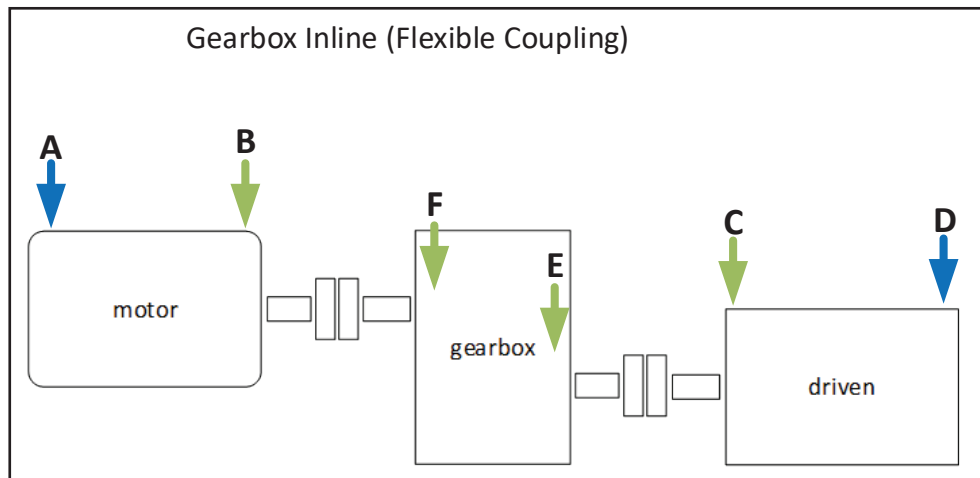 Gearbox Inline (Flexible Coupling)
A
B
F
C
D
E
motor
gearbox
driven